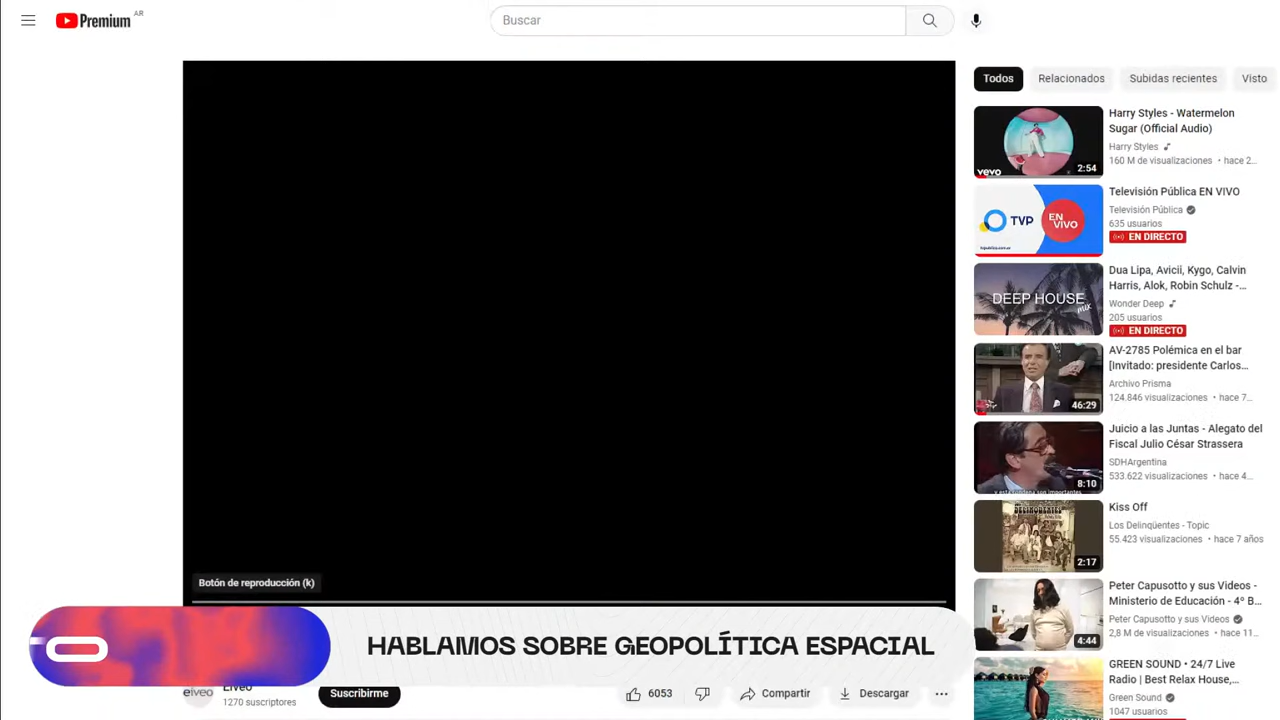 Premium AR
Buscar
Todos
Relacionados
Subidas recientes
Visto
Harry Styles - Watermelon
Sugar (Official Audio)
Harry Styles
160 M de visualizaciones • hace 2...
vevo
2:54
Televisión Pública EN VIVO
Televisión Pública
635 usuarios
EN DIRECTO
TVP
EN
VIVO
Dua Lipa, Avicii, Kygo, Calvin
Harris, Alok, Robin Schulz -...
Wonder Deep
205 usuarios
EN DIRECTO
DEEP HOUSE
mix
AV-2785 Polémica en el bar
[Invitado: presidente Carlos...
Archivo Prisma
124.846 visualizaciones • hace 7...
46:29
Juicio a las Juntas - Alegato del
Fiscal Julio César Strassera
SDHArgentina
533.622 visualizaciones • hace 4...
8:10
Kiss Off
Los Delinqüentes - Topic
55.423 visualizaciones • hace 7 años
2:17
Peter Capusotto y sus Videos -
Ministerio de Educación - 4º B...
Peter Capusotto y sus Videos
2,8 M de visualizaciones • hace 11...
4:44
GREEN SOUND • 24/7 Live
Radio | Best Relax House,...
Green Sound
1047 usuarios
Botón de reproducción (k)
HABLAMOS SOBRE GEOPOLÍTICA ESPACIAL
elveo
1270 suscriptores
Suscribirme
6053
Compartir
Descargar